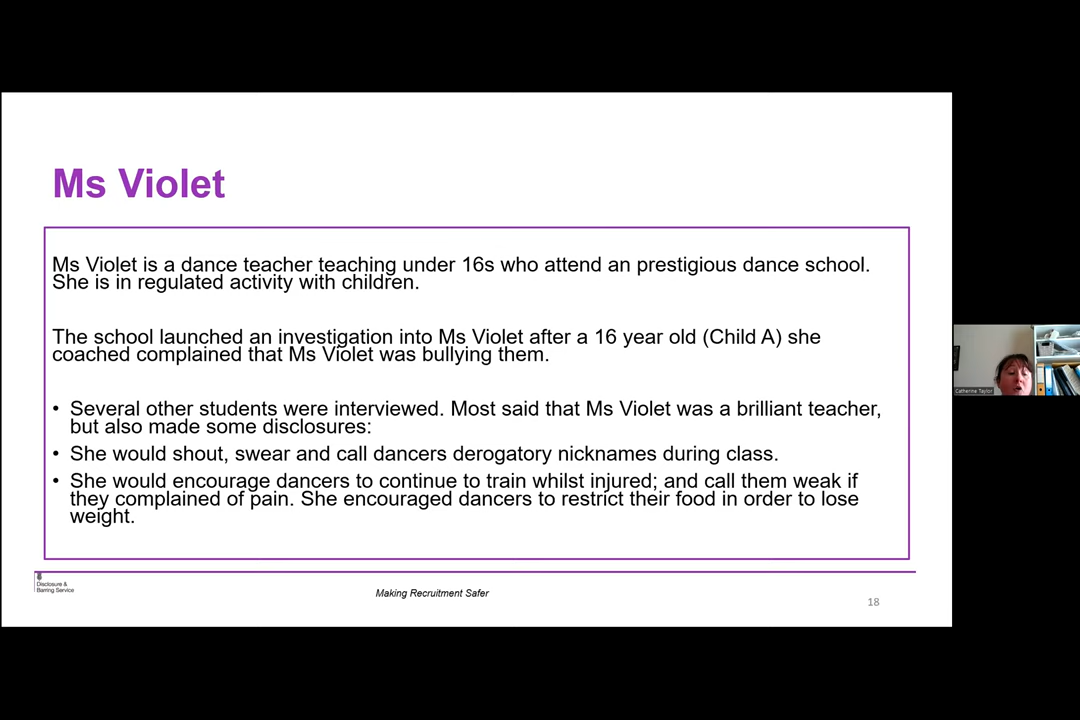 Ms Violet
Ms Violet is a dance teacher teaching under 16s who attend an prestigious dance school.
She is in regulated activity with children.
The school launched an investigation into Ms Violet after a 16 year old (Child A) she
coached complained that Ms Violet was bullying them.
• Several other students were interviewed. Most said that Ms Violet was a brilliant teacher,
but also made some disclosures:
• She would shout, swear and call dancers derogatory nicknames during class.
• She would encourage dancers to continue to train whilst injured; and call them weak if
they complained of pain. She encouraged dancers to restrict their food in order to lose
weight.
Disclosure &
Barring Service
Making Recruitment Safer
18
Catherine Taylor